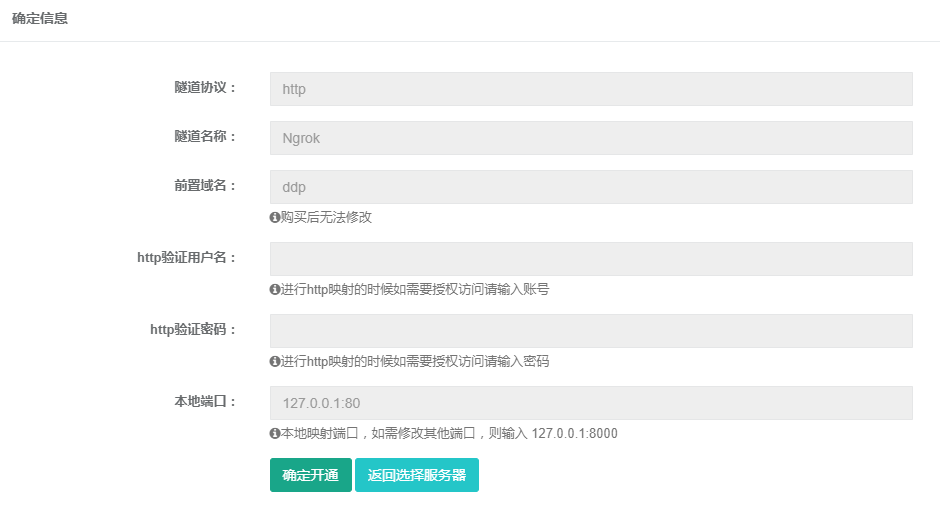 确定信息
隧道协议： http
隧道名称： Ngrok
前置域名： ddp
购买后无法修改
http验证用户名：
进行http映射的时候如需要授权访问请输入账号
http验证密码：
进行http映射的时候如需要授权访问请输入密码
本地端口： 127.0.0.1:80
本地映射端口，如需修改其他端口，则输入 127.0.0.1:8000
确定开通 返回选择服务器